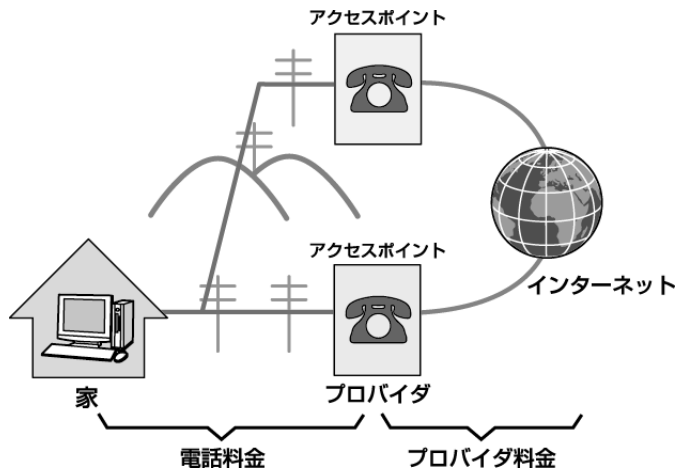 アクセスポイント
アクセスポイント
インターネット
家
プロバイダ
電話料金
プロバイダ料金